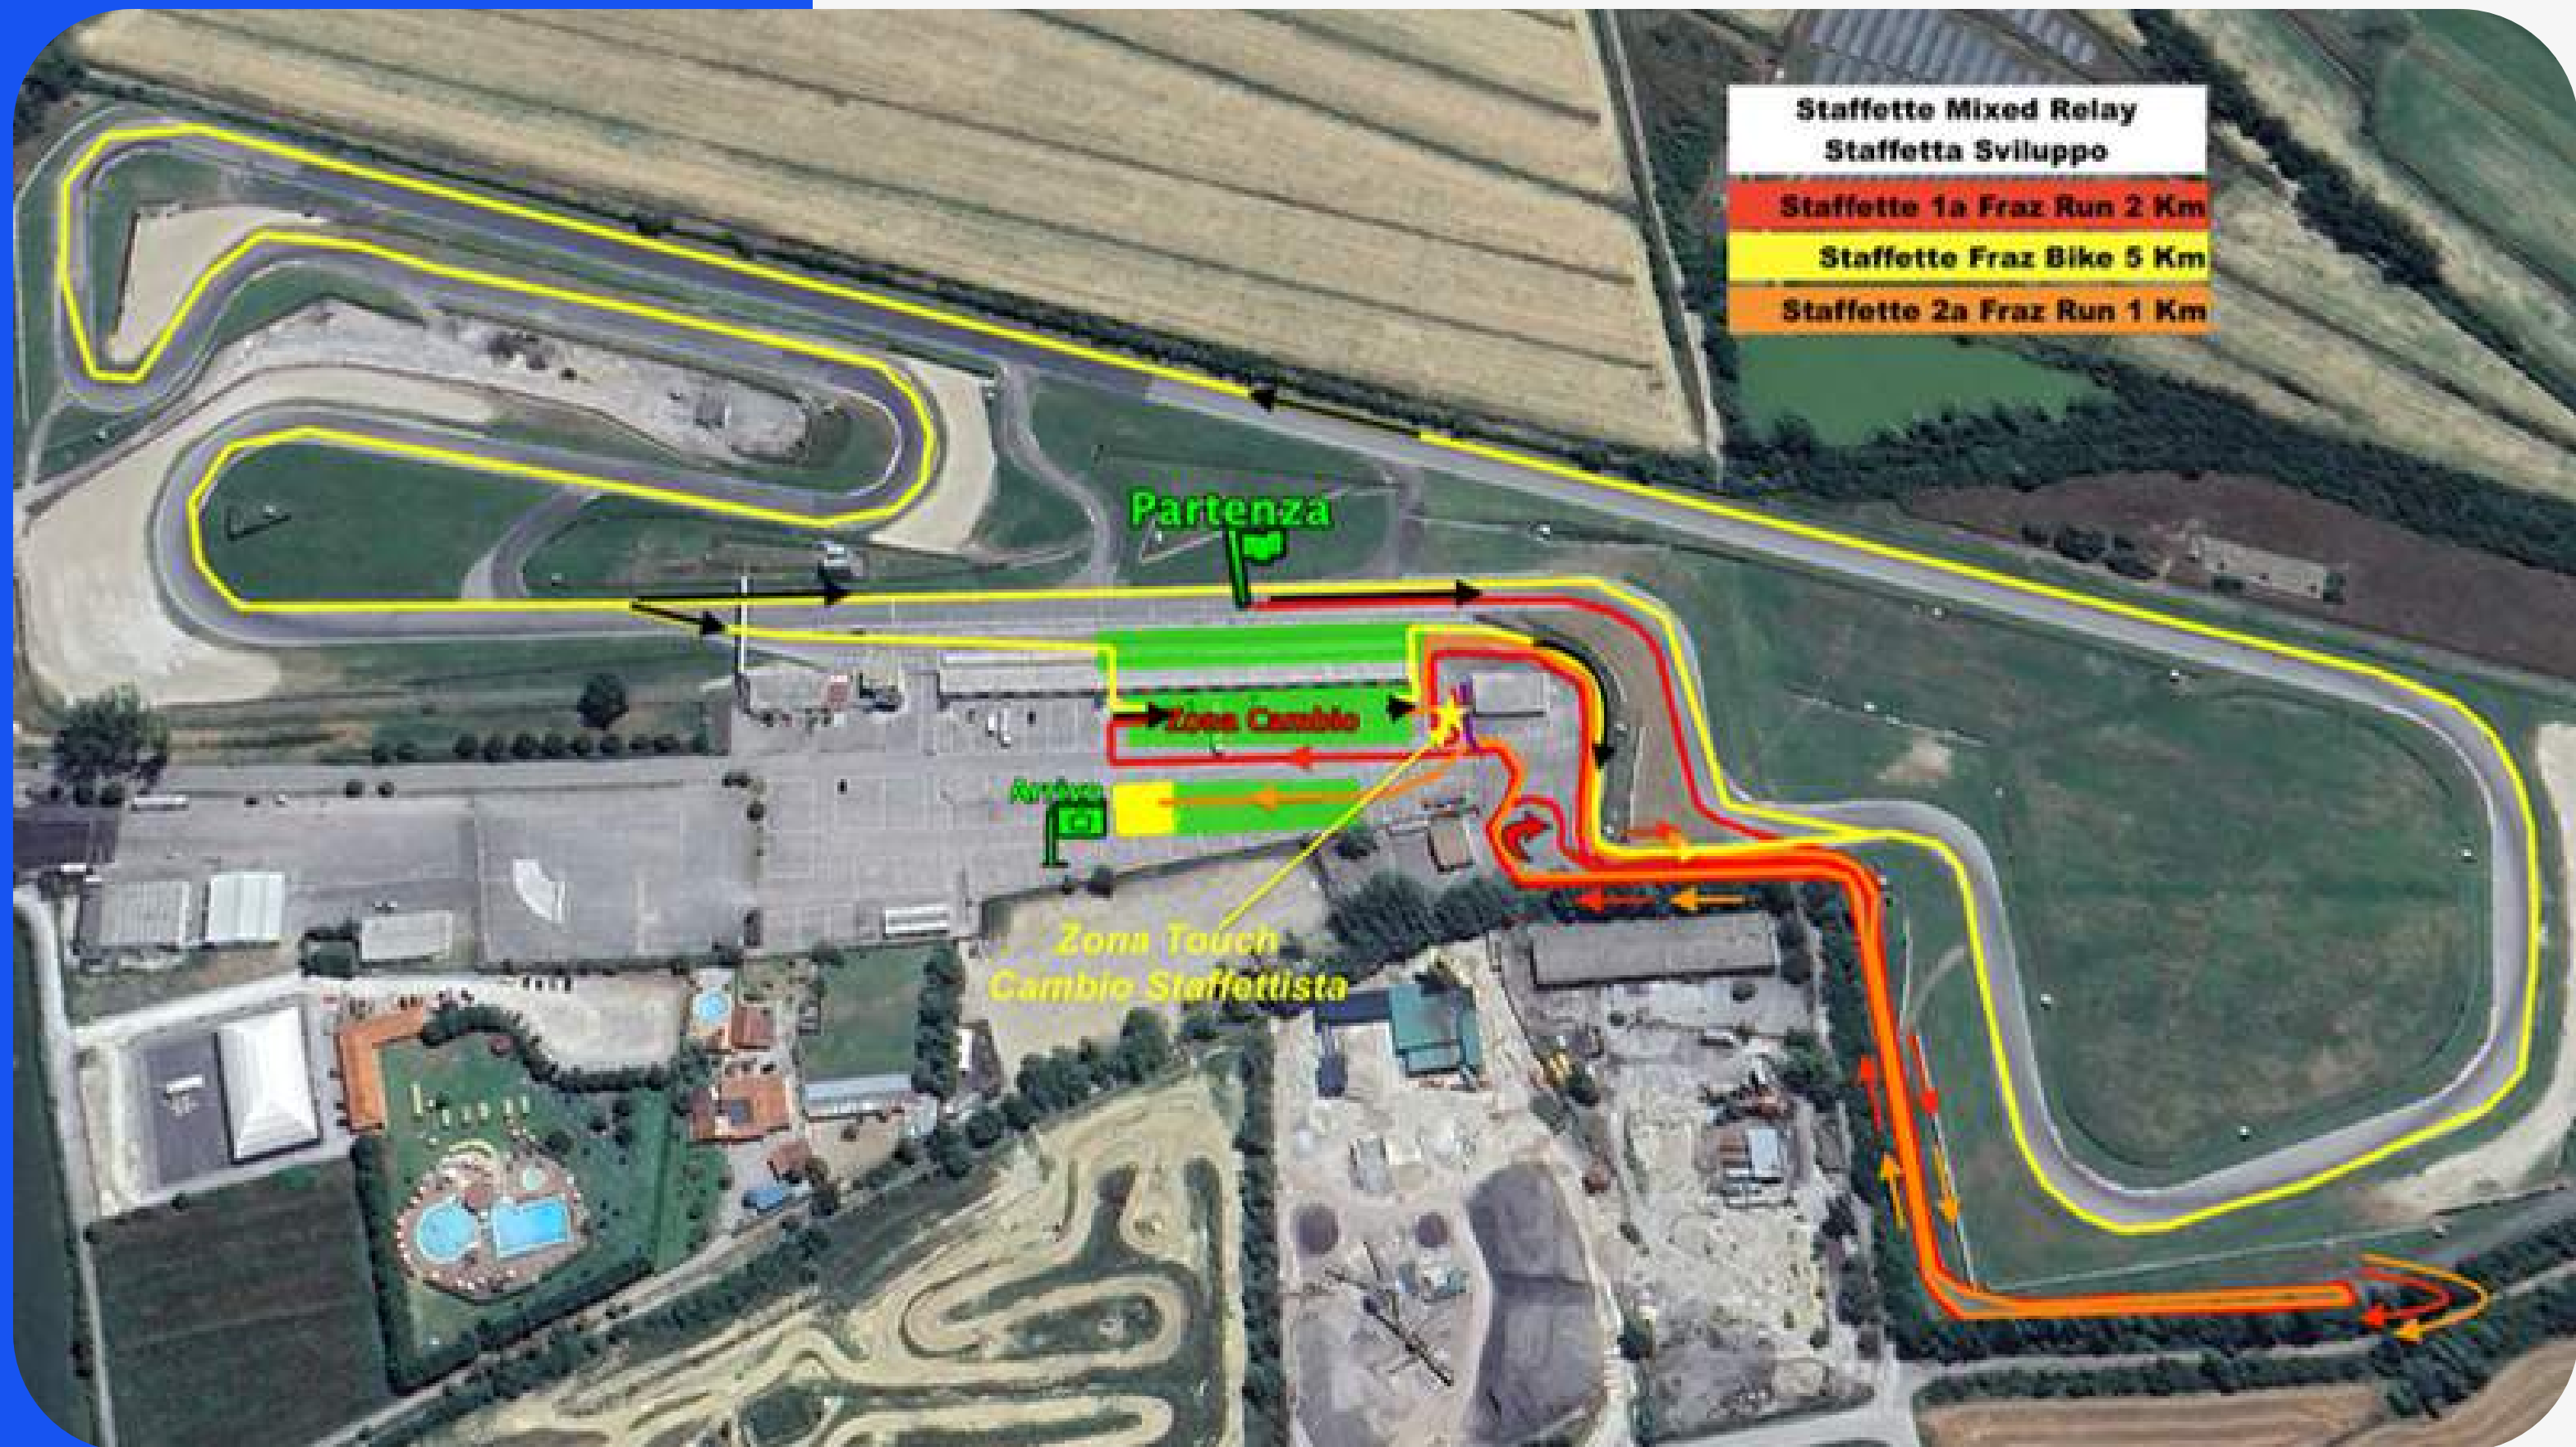 Staffette Mixed Relay
Staffetta Sviluppo
Staffette 1a Fraz Run 2 Km
Staffette Fraz Bike 5 Km
Staffette 2a Fraz Run 1 Km
Partenza
Zona Cambio
Arrivo
Zona Touch
Cambio Staffettista